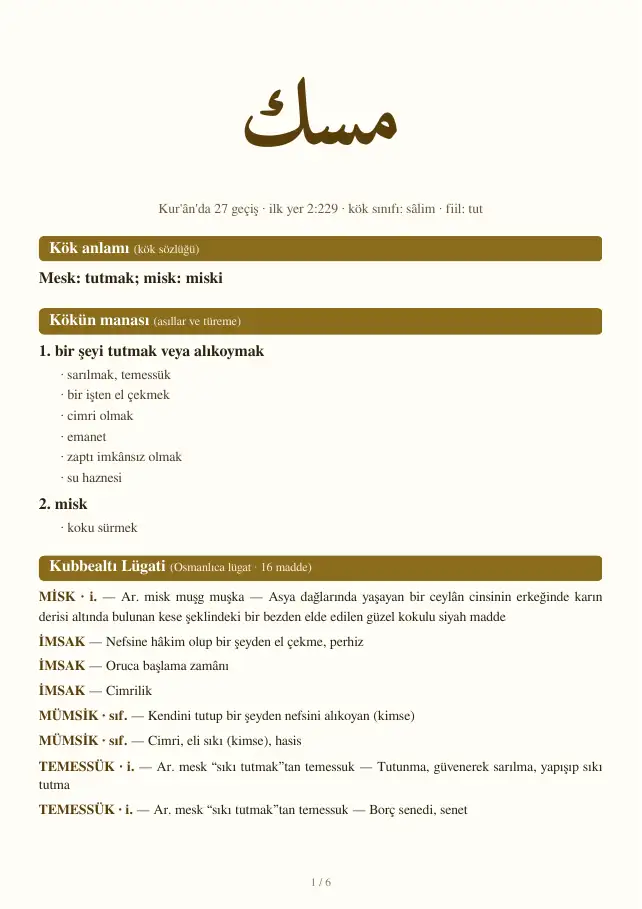 مسك
Kur'ân'da 27 geçiş · ilk yer 2:229 · kök sınıfı: sâlim · fiil: tut
Kök anlamı (kök sözlüğü)
Mesk: tutmak; misk: miski
Kökün manası (asıllar ve türeme)
1. bir şeyi tutmak veya alıkoymak
· sarılmak, temessük
· bir işten el çekmek
· cimri olmak
· emanet
· zaptı imkânsız olmak
· su haznesi
2. misk
· koku sürmek
Kubbealtı Lügati (Osmanlıca lügat · 16 madde)
MİSK · i. — Ar. misk muşg muşka — Asya dağlarında yaşayan bir ceylân cinsinin erkeğinde karın
derisi altında bulunan kese şeklindeki bir bezden elde edilen güzel kokulu siyah madde
İMSAK — Nefsine hâkim olup bir şeyden el çekme, perhiz
İMSAK — Oruca başlama zamânı
İMSAK — Cimrilik
MÜMSİK · sıf. — Kendini tutup bir şeyden nefsini alıkoyan (kimse)
MÜMSİK · sıf. — Cimri, eli sıkı (kimse), hasis
TEMESSÜK · i. — Ar. mesk “sıkı tutmak”tan temessuk — Tutunma, güvenerek sarılma, yapışıp sıkı
tutma
TEMESSÜK · i. — Ar. mesk “sıkı tutmak”tan temessuk — Borç senedi, senet
1 / 6